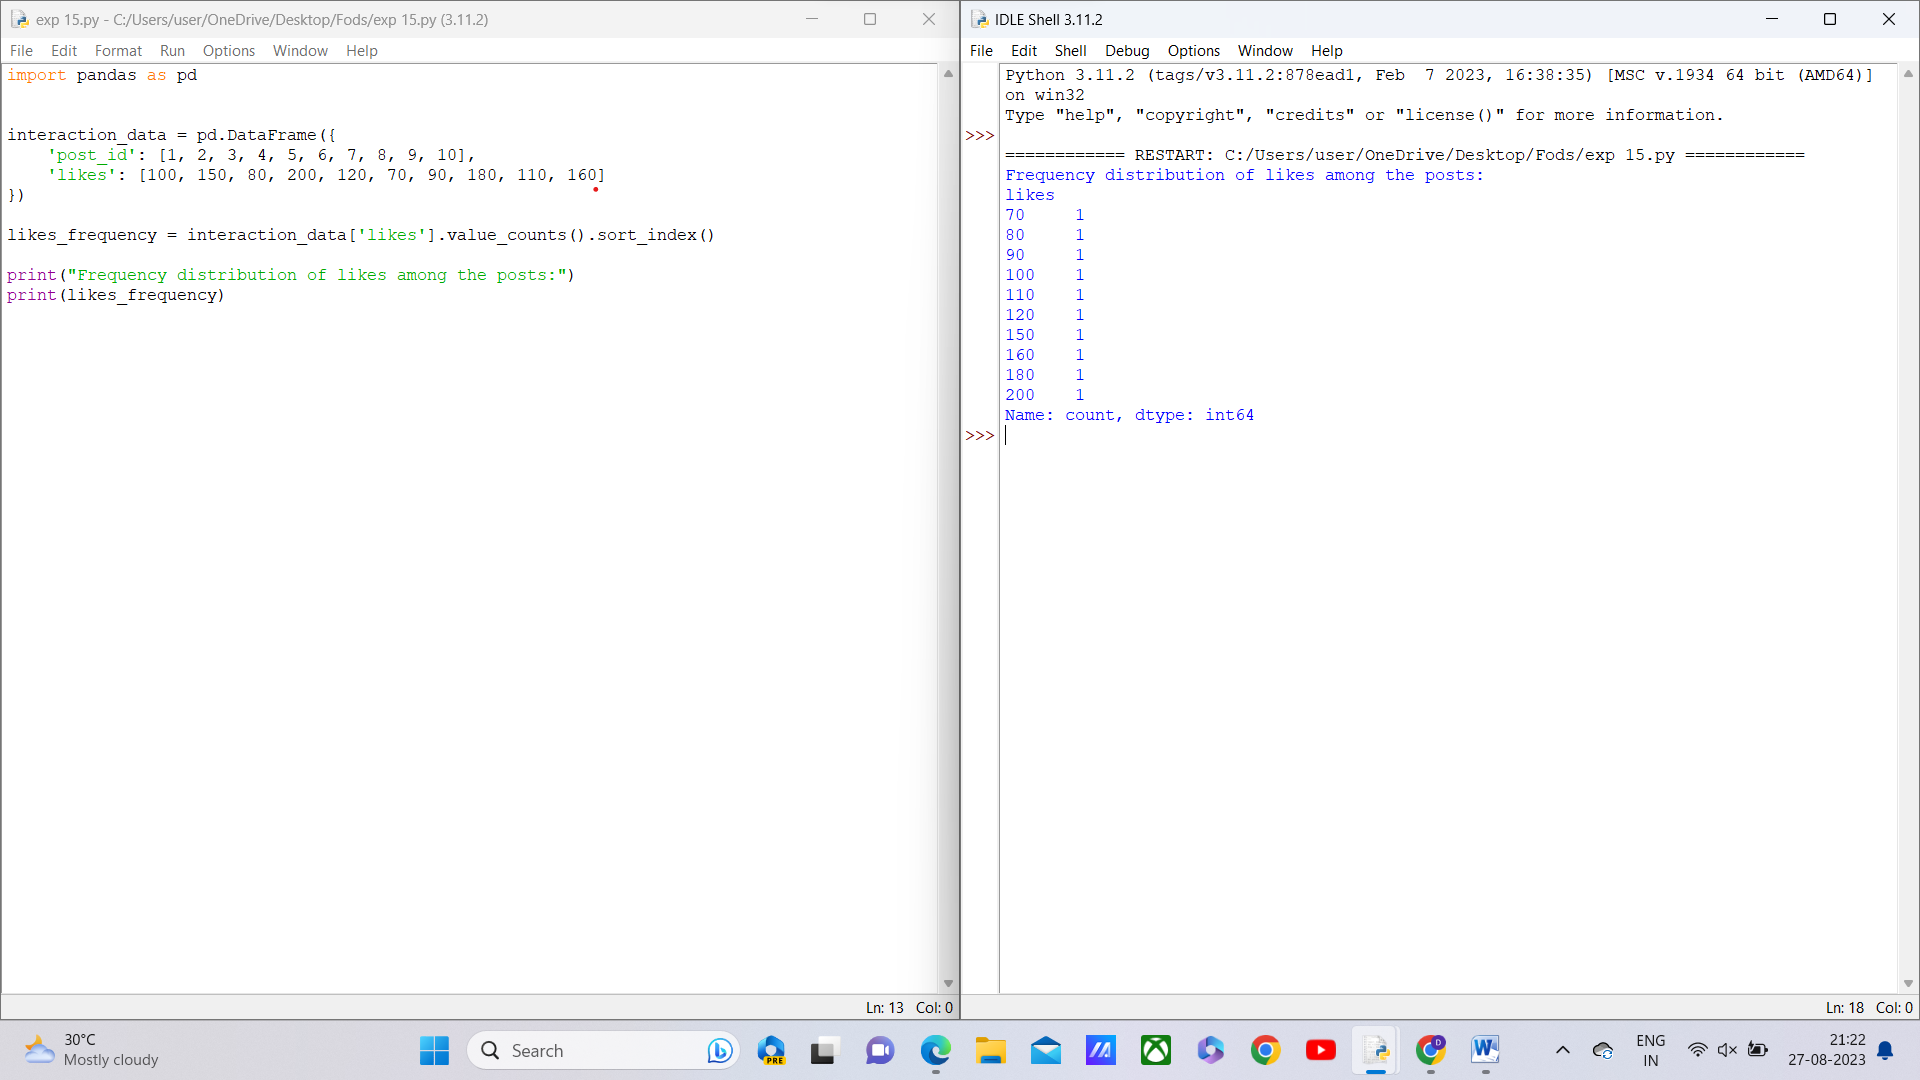 exp 15.py - C:/Users/user/OneDrive/Desktop/Fods/exp 15.py (3.11.2)
File Edit Format Run Options Window Help
import pandas as pd
interaction_data = pd.DataFrame({
    'post_id': [1, 2, 3, 4, 5, 6, 7, 8, 9, 10],
    'likes': [100, 150, 80, 200, 120, 70, 90, 180, 110, 160]
})
likes_frequency = interaction_data['likes'].value_counts().sort_index()
print("Frequency distribution of likes among the posts:")
print(likes_frequency)
Ln: 13 Col: 0
IDLE Shell 3.11.2
File Edit Shell Debug Options Window Help
Python 3.11.2 (tags/v3.11.2:878ead1, Feb  7 2023, 16:38:35) [MSC v.1934 64 bit (AMD64)]
on win32
Type "help", "copyright", "credits" or "license()" for more information.
>>>
============ RESTART: C:/Users/user/OneDrive/Desktop/Fods/exp 15.py ============
Frequency distribution of likes among the posts:
likes
70     1
80     1
90     1
100    1
110    1
120    1
150    1
160    1
180    1
200    1
Name: count, dtype: int64
>>>
Ln: 18 Col: 0
30°C
Mostly cloudy
Search
PRE
D
W
ENG
IN
21:22
27-08-2023